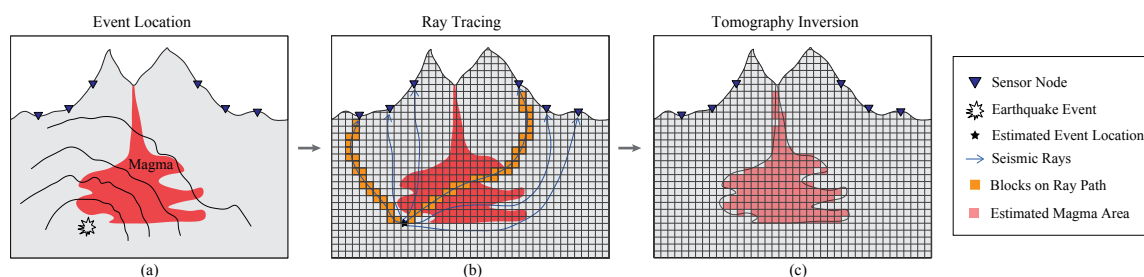 Event Location
Ray Tracing
Tomography Inversion
Magma
Sensor Node
Earthquake Event
Estimated Event Location
Seismic Rays
Blocks on Ray Path
Estimated Magma Area
(a)
(b)
(c)